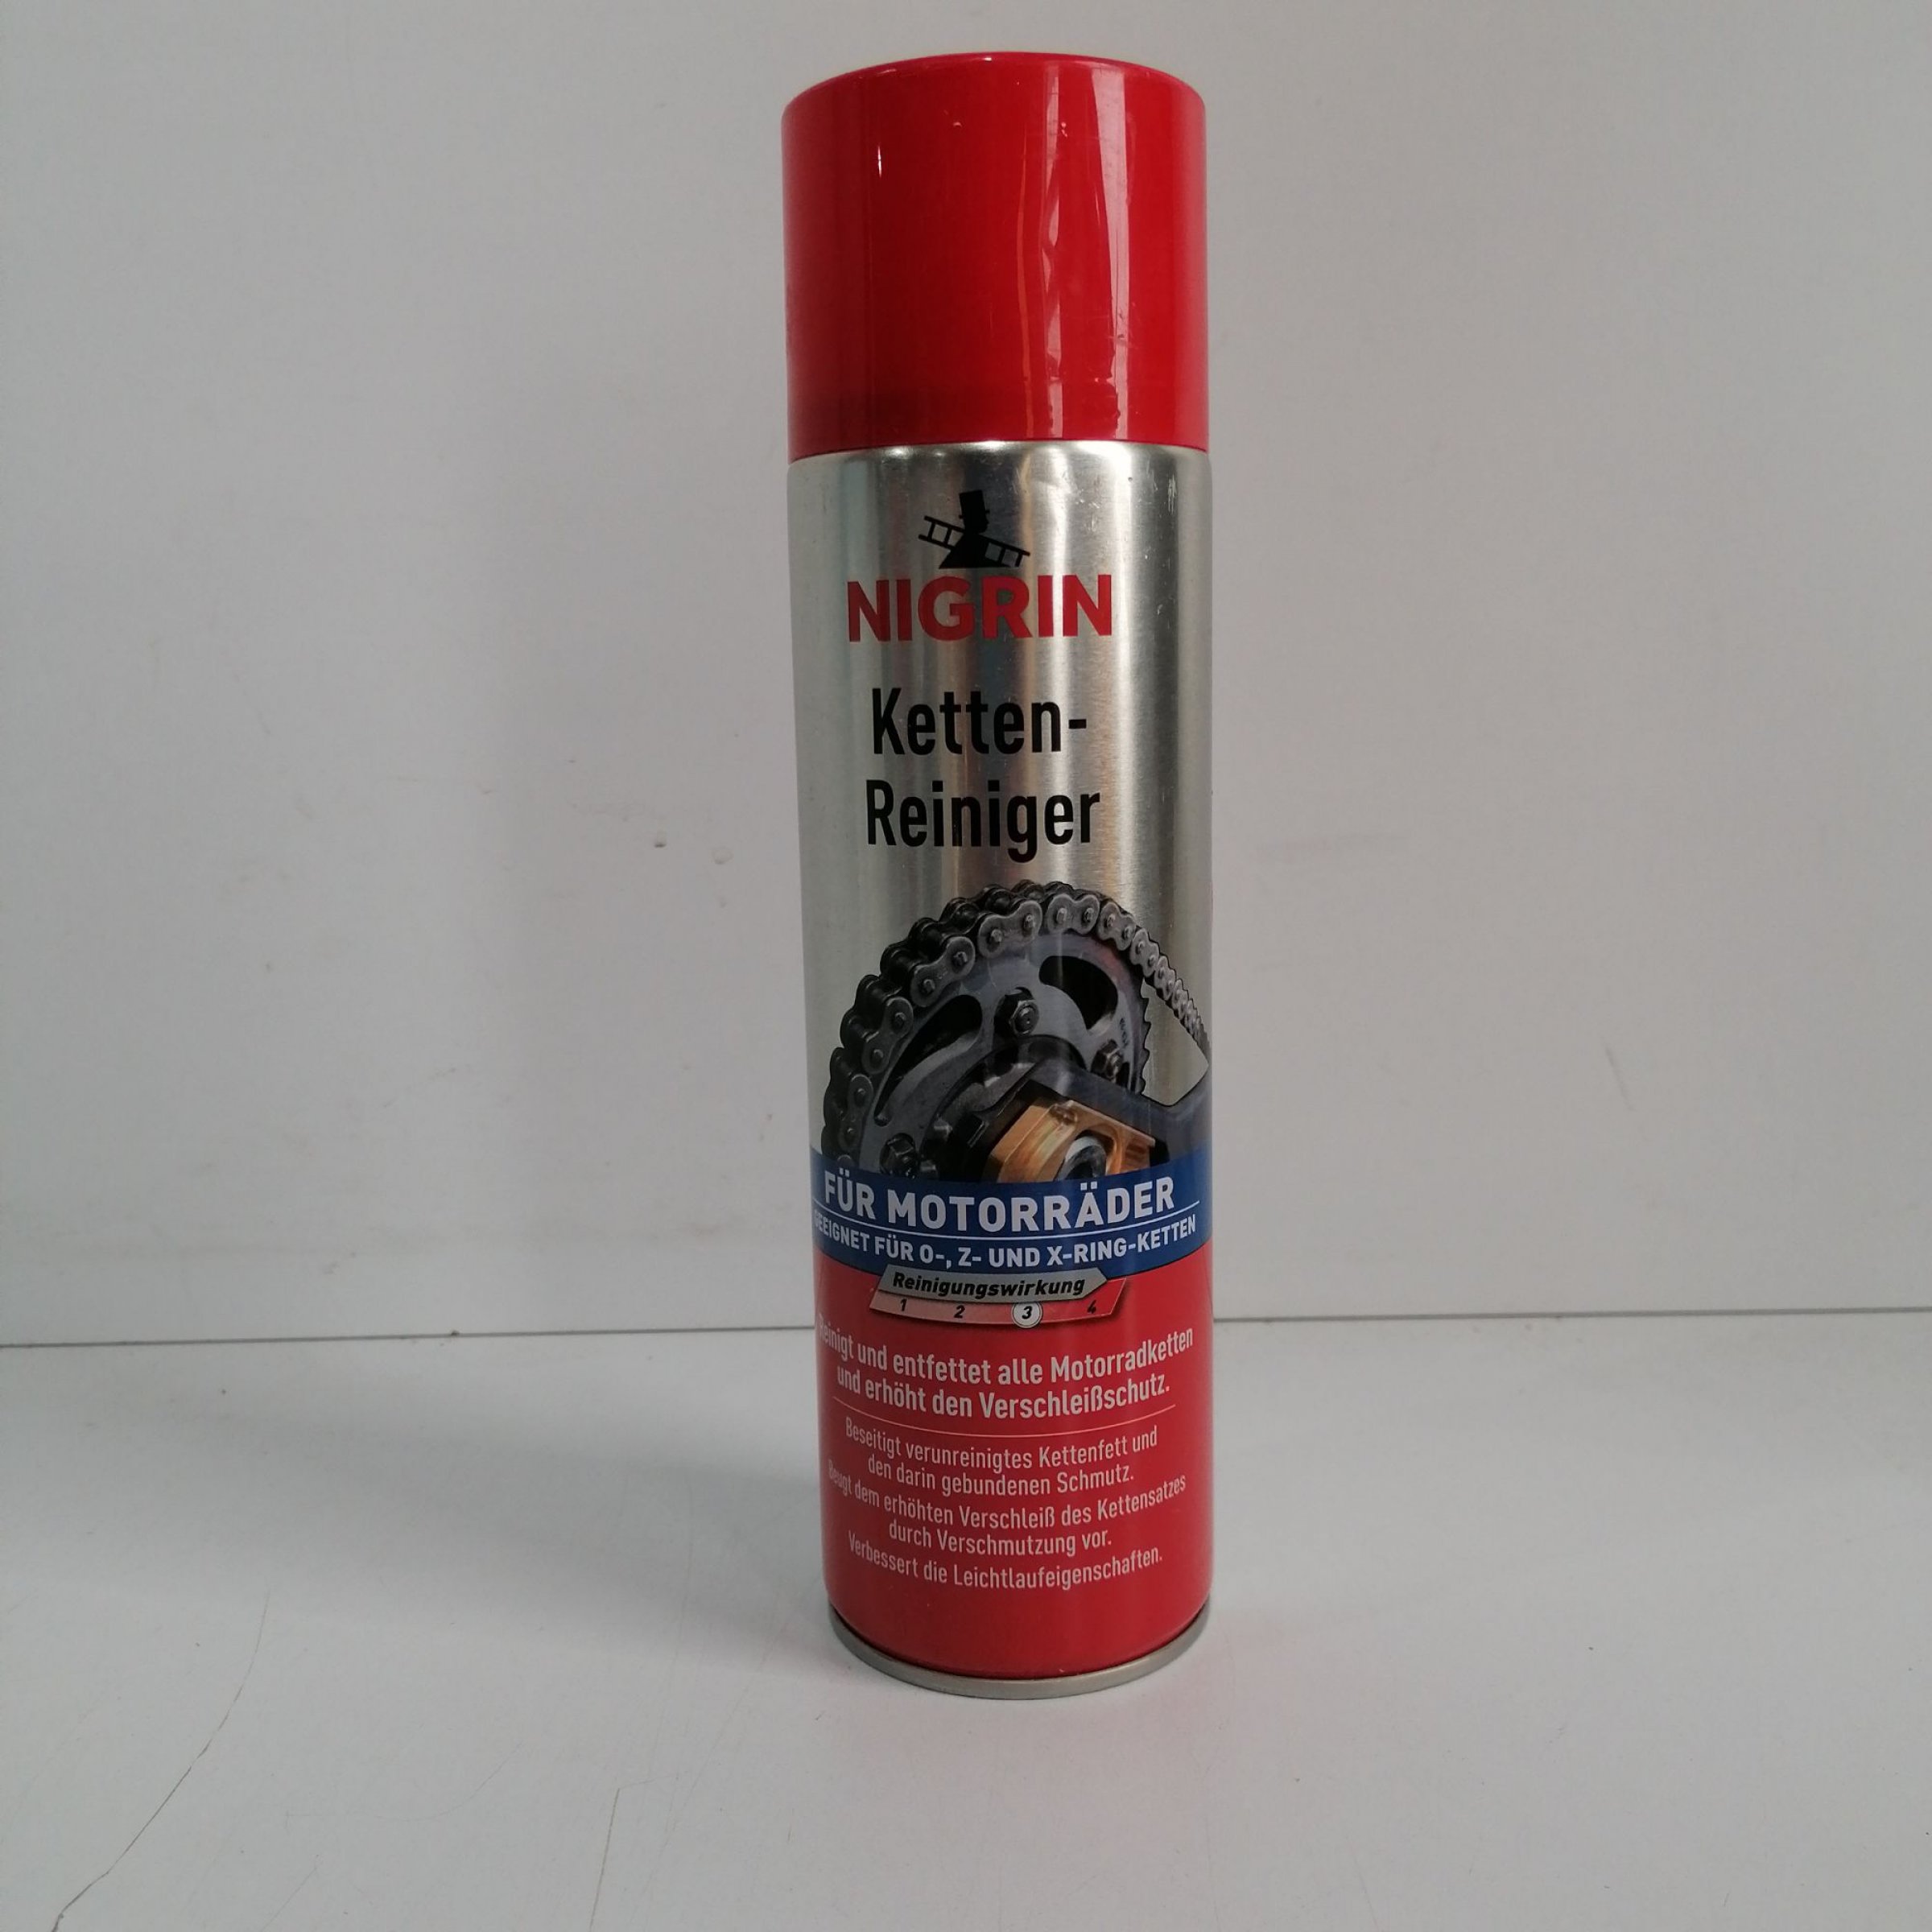 NIGRIN
Ketten-
Reiniger
FÜR MOTORRÄDER
GEEIGNET FÜR O-, Z- UND X-RING-KETTEN
Reinigungswirkung
1 2 3 4
Reinigt und entfettet alle Motorradketten
und erhöht den Verschleißschutz.
Beseitigt verunreinigtes Kettenfett und
den darin gebundenen Schmutz.
Beugt dem erhöhten Verschleiß des Kettensatzes
durch Verschmutzung vor.
Verbessert die Leichtlaufeigenschaften.